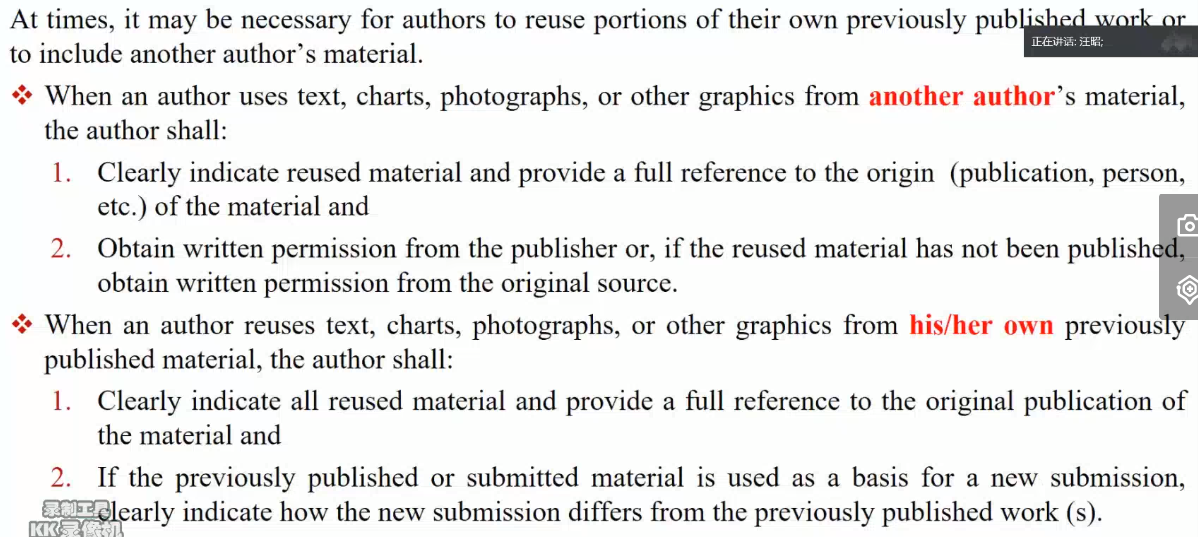 At times, it may be necessary for authors to reuse portions of their own previously published work or
正在讲话: 汪昭;
to include another author's material.
❖ When an author uses text, charts, photographs, or other graphics from another author's material,
the author shall:
1. Clearly indicate reused material and provide a full reference to the origin (publication, person,
etc.) of the material and
2. Obtain written permission from the publisher or, if the reused material has not been published,
obtain written permission from the original source.
❖ When an author reuses text, charts, photographs, or other graphics from his/her own previously
published material, the author shall:
1. Clearly indicate all reused material and provide a full reference to the original publication of
the material and
2. If the previously published or submitted material is used as a basis for a new submission,
clearly indicate how the new submission differs from the previously published work (s).
录制工具
KK录像机